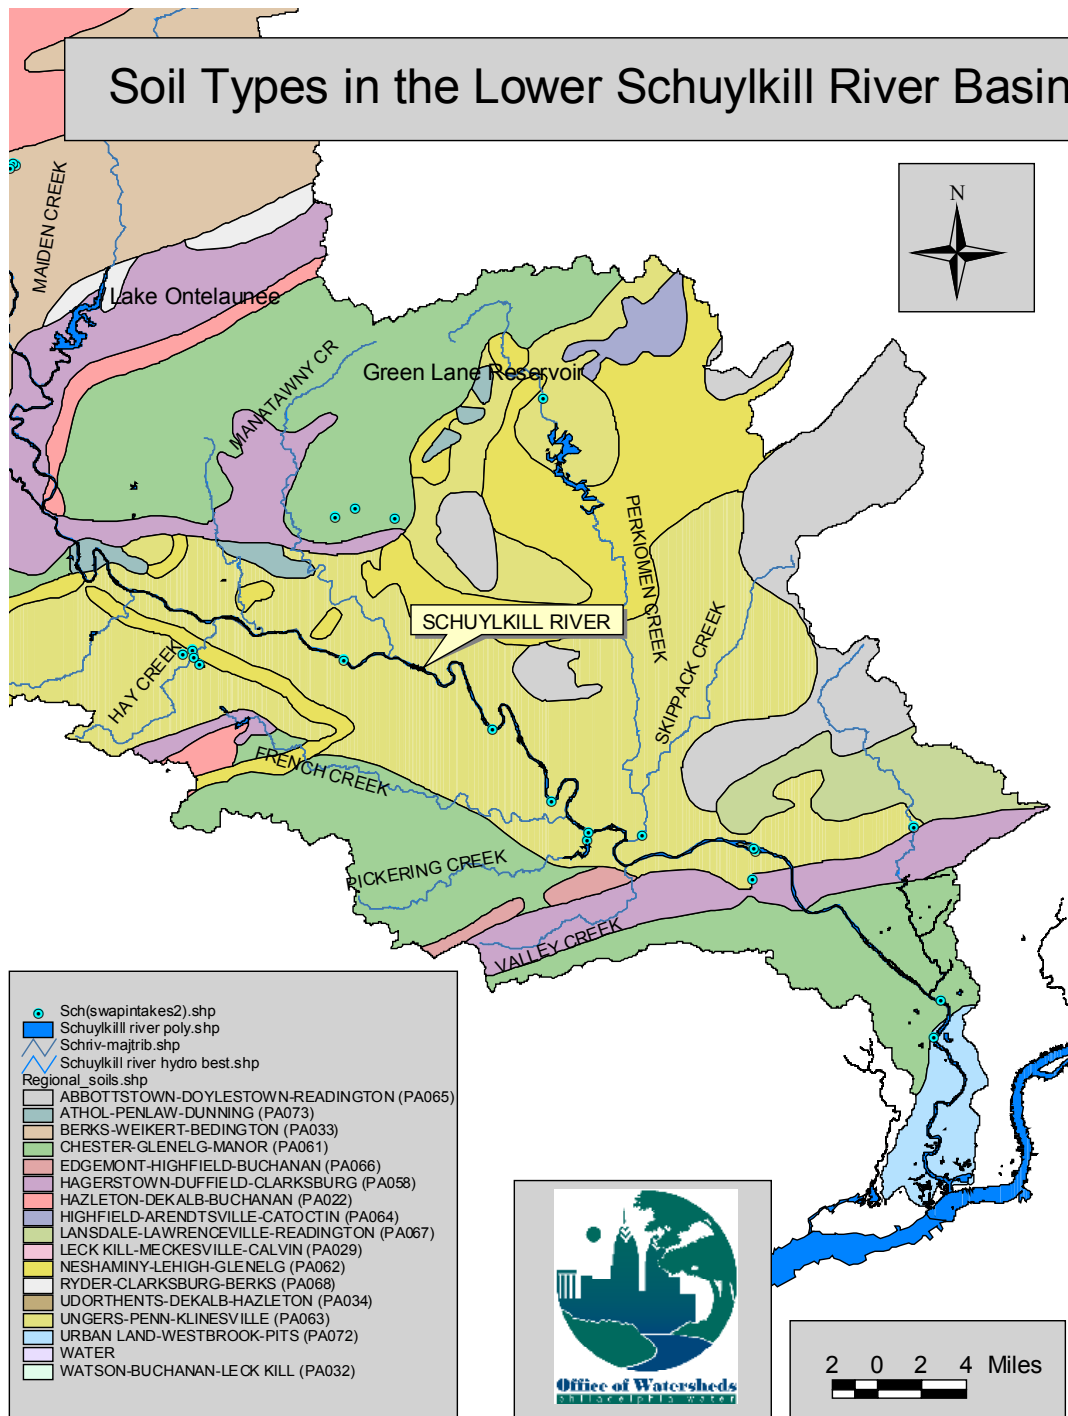 Soil Types in the Lower Schuylkill River Basin
N
MAIDEN CREEK
Lake Ontelaunee
MANATAWNY CR
Green Lane Reservoir
PERKIOMEN CREEK
SCHUYLKILL RIVER
SKIPPACK CREEK
HAY CREEK
FRENCH CREEK
PICKERING CREEK
VALLEY CREEK
Sch(swapintakes2).shp
Schuylkill river poly.shp
Schriv-majtrib.shp
Schuylkill river hydro best.shp
Regional_soils.shp
ABBOTTSTOWN-DOYLESTOWN-READINGTON (PA065)
ATHOL-PENLAW-DUNNING (PA073)
BERKS-WEIKERT-BEDINGTON (PA033)
CHESTER-GLENELG-MANOR (PA061)
EDGEMONT-HIGHFIELD-BUCHANAN (PA066)
HAGERSTOWN-DUFFIELD-CLARKSBURG (PA058)
HAZLETON-DEKALB-BUCHANAN (PA022)
HIGHFIELD-ARENDTSVILLE-CATOCTIN (PA064)
LANSDALE-LAWRENCEVILLE-READINGTON (PA067)
LECK KILL-MECKESVILLE-CALVIN (PA029)
NESHAMINY-LEHIGH-GLENELG (PA062)
RYDER-CLARKSBURG-BERKS (PA068)
UDORTHENTS-DEKALB-HAZLETON (PA034)
UNGERS-PENN-KLINESVILLE (PA063)
URBAN LAND-WESTBROOK-PITS (PA072)
WATER
WATSON-BUCHANAN-LECK KILL (PA032)
Office of Watersheds
philadelphia water
2 0 2 4 Miles